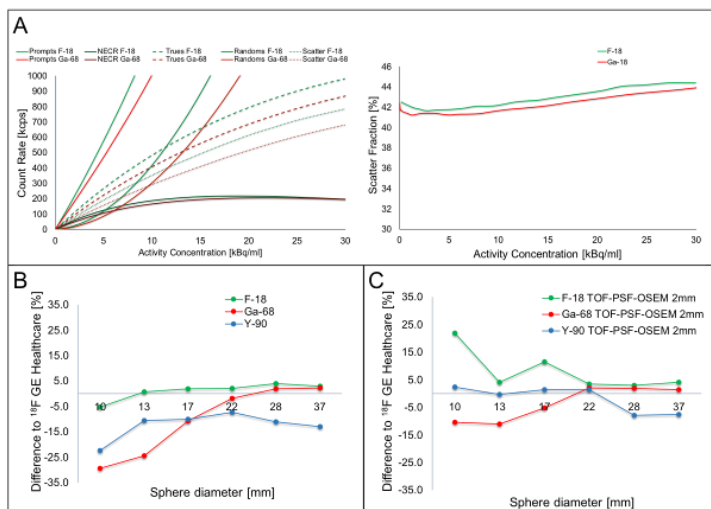 A
Prompts F-18 NECR F-18 Trues F-18 Randoms F-18 Scatter F-18
Prompts Ga-68 NECR Ga-68 Trues Ga-68 Randoms Ga-68 Scatter Ga-68
Count Rate [kcps]
1000
900
800
700
600
500
400
300
200
100
0
0 5 10 15 20 25 30
Activity Concentration [kBq/ml]
F-18
Ga-18
Scatter Fraction [%]
46
44
42
40
38
36
34
32
30
0 5 10 15 20 25 30
Activity Concentration [kBq/ml]
B
Difference to ¹⁸F GE Healthcare [%]
35.0
25.0
15.0
5.0
-5.0
-15.0
-25.0
-35.0
F-18
Ga-68
Y-90
10 13 17 22 28 37
Sphere diameter [mm]
C
Difference to ¹⁸F GE Healthcare [%]
35.0
25.0
15.0
5.0
-5.0
-15.0
-25.0
-35.0
F-18 TOF-PSF-OSEM 2mm
Ga-68 TOF-PSF-OSEM 2mm
Y-90 TOF-PSF-OSEM 2mm
10 13 17 22 28 37
Sphere diameter [mm]